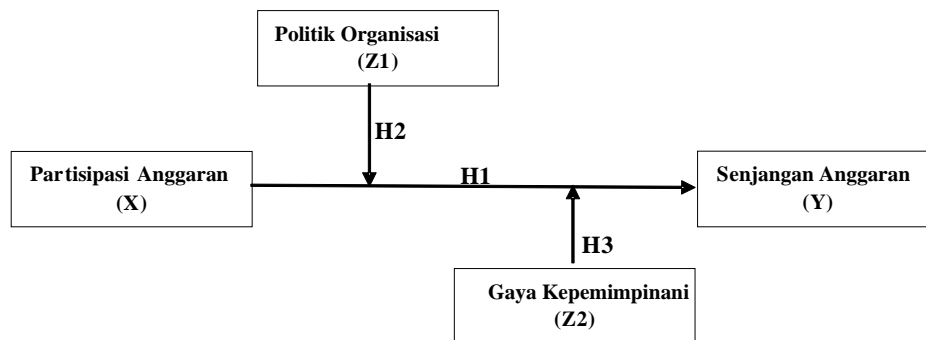 Politik Organisasi
(Z1)
H2
Partisipasi Anggaran
(X)
H1
Senjangan Anggaran
(Y)
H3
Gaya Kepemimpinani
(Z2)